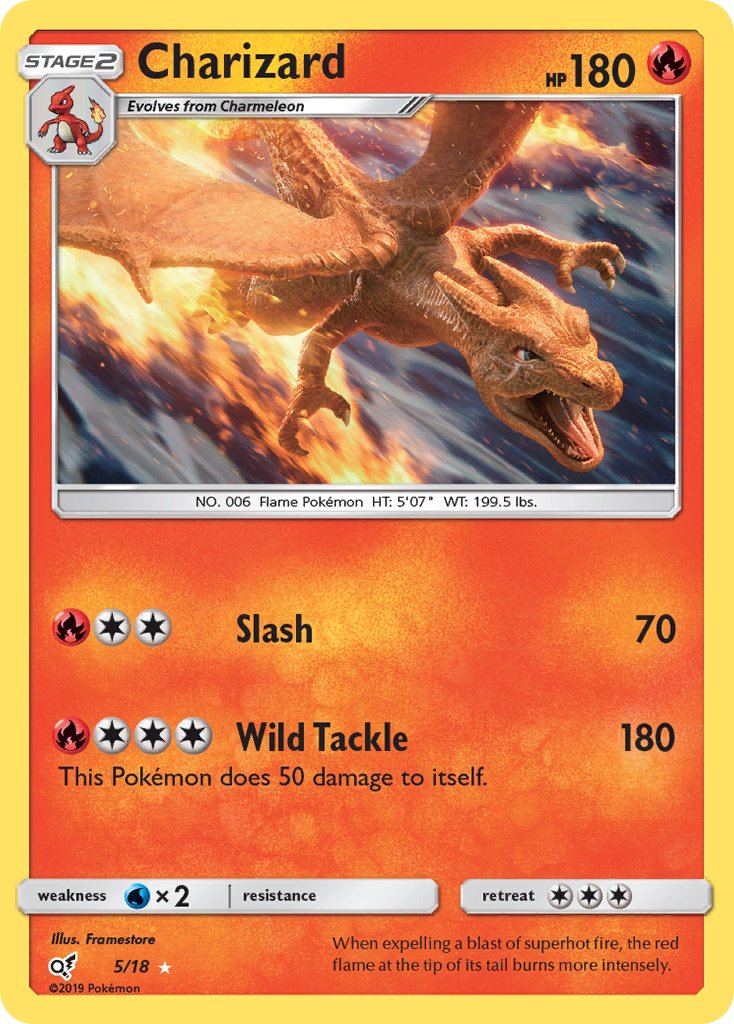 STAGE2
Charizard
HP 180
Evolves from Charmeleon
NO. 006 Flame Pokémon HT: 5'07" WT: 199.5 lbs.
Slash 70
Wild Tackle 180
This Pokémon does 50 damage to itself.
weakness ×2 resistance retreat
Illus. Framestore
5/18
©2019 Pokémon
When expelling a blast of superhot fire, the red
flame at the tip of its tail burns more intensely.